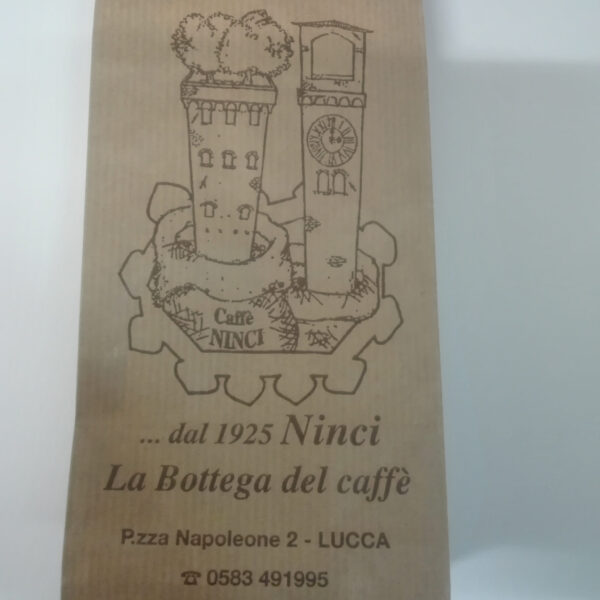 Caffè
NINCI
... dal 1925 Ninci
La Bottega del caffè
P.zza Napoleone 2 - LUCCA
☎ 0583 491995